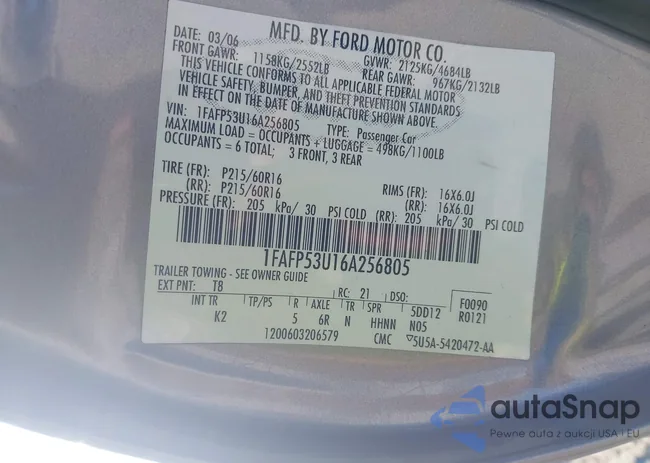 MFD. BY FORD MOTOR CO.
DATE: 03/06 GVWR: 2125KG/4684LB
FRONT GAWR: 1158KG/2552LB REAR GAWR: 967KG/2132LB
THIS VEHICLE CONFORMS TO ALL APPLICABLE FEDERAL MOTOR
VEHICLE SAFETY, BUMPER, AND THEFT PREVENTION STANDARDS
IN EFFECT ON THE DATE OF MANUFACTURE SHOWN ABOVE.
VIN: 1FAFP53U16A256805 TYPE: Passenger Car
MAXIMUM LOAD = OCCUPANTS + LUGGAGE = 498KG/1100LB
OCCUPANTS = 6 TOTAL; 3 FRONT, 3 REAR
TIRE (FR): P215/60R16 RIMS (FR): 16X6.0J
(RR): P215/60R16 (RR): 16X6.0J
PRESSURE (FR): 205 kPa/ 30 PSI COLD (RR): 205 kPa/ 30 PSI COLD
1FAFP53U16A256805
TRAILER TOWING - SEE OWNER GUIDE
EXT PNT: T8 RC: 21 DSO: F0090
INT TR TP/PS R AXLE TR SPR 5DD12 R0121
K2 5 6R N HHNN N05
1200603206579 CMC 5U5A-5420472-AA
autaSnap
Pewne auta z aukcji USA i EU